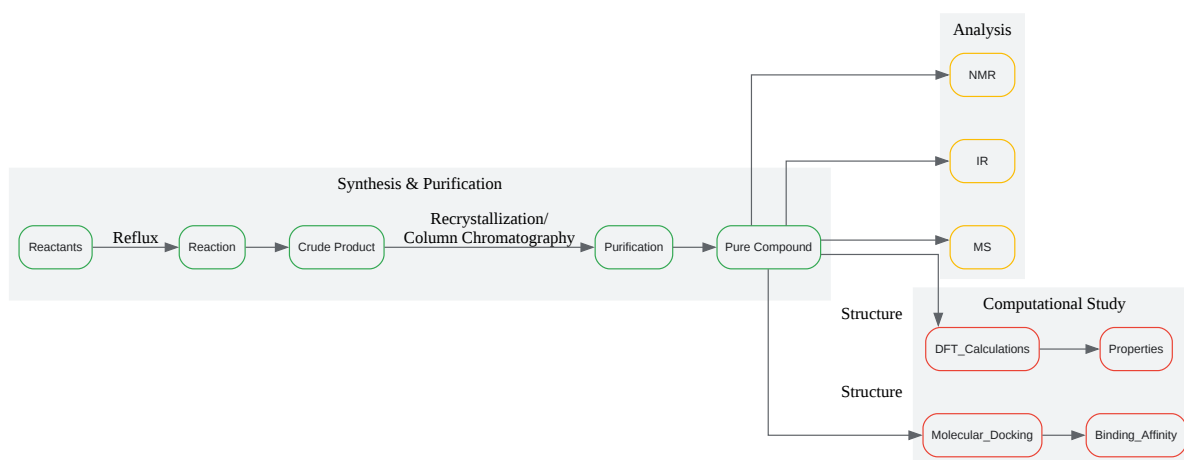 Analysis
NMR
IR
Synthesis & Purification
Reactants
Reflux
Reaction
Crude Product
Recrystallization/
Column Chromatography
Purification
Pure Compound
MS
Computational Study
Structure
DFT_Calculations
Properties
Structure
Molecular_Docking
Binding_Affinity